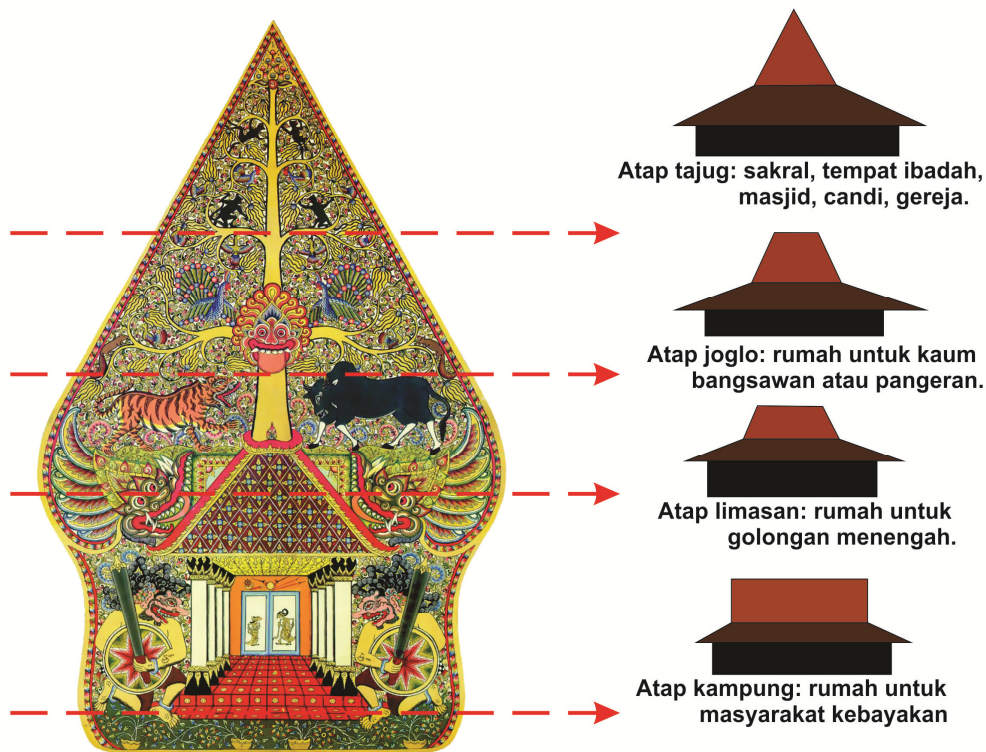 Atap tajug: sakral, tempat ibadah,
masjid, candi, gereja.
Atap joglo: rumah untuk kaum
bangsawan atau pangeran.
Atap limasan: rumah untuk
golongan menengah.
Atap kampung: rumah untuk
masyarakat kebayakan